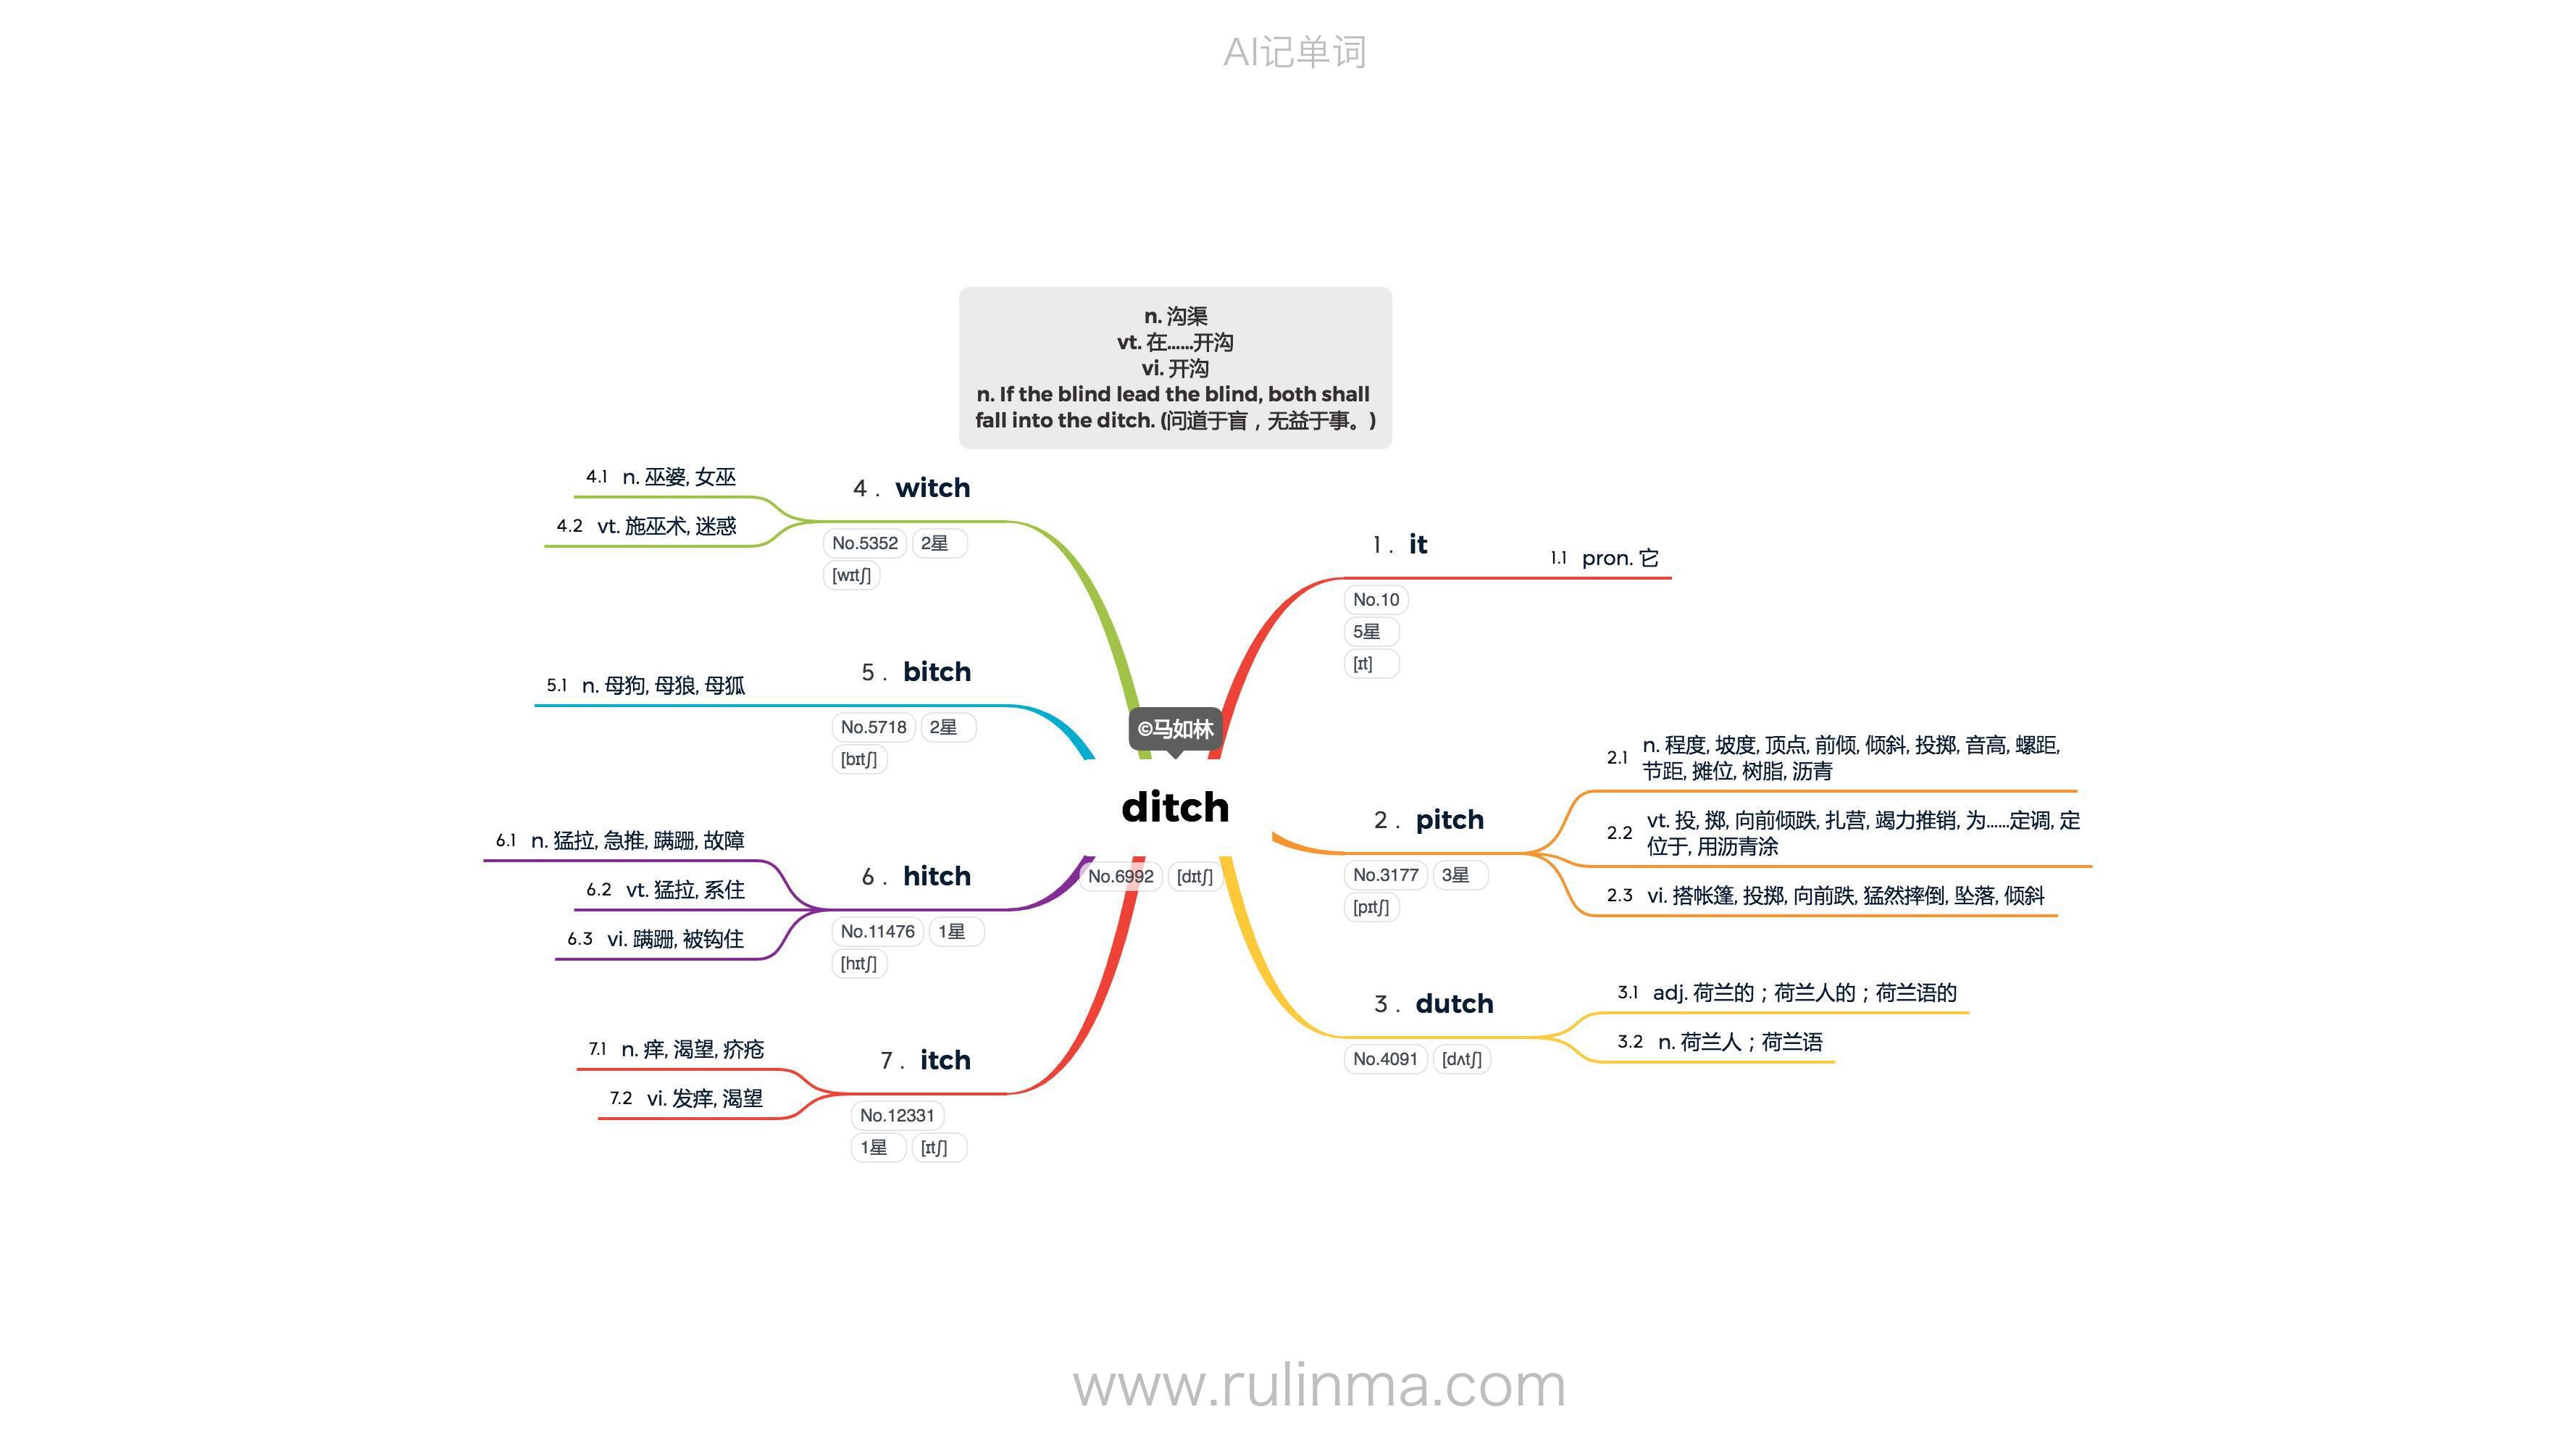 AI记单词
n. 沟渠
vt. 在……开沟
vi. 开沟
n. If the blind lead the blind, both shall
fall into the ditch. (问道于盲，无益于事。)
©马如林
ditch
No.6992 [dɪtʃ]
1. it
No.10
5星
[ɪt]
1.1 pron. 它
2. pitch
No.3177 3星
[pɪtʃ]
2.1 n. 程度, 坡度, 顶点, 前倾, 倾斜, 投掷, 音高, 螺距,
节距, 摊位, 树脂, 沥青
2.2 vt. 投, 掷, 向前倾跌, 扎营, 竭力推销, 为……定调, 定
位于, 用沥青涂
2.3 vi. 搭帐篷, 投掷, 向前跌, 猛然摔倒, 坠落, 倾斜
3. dutch
No.4091 [dʌtʃ]
3.1 adj. 荷兰的；荷兰人的；荷兰语的
3.2 n. 荷兰人；荷兰语
4. witch
No.5352 2星
[wɪtʃ]
4.1 n. 巫婆, 女巫
4.2 vt. 施巫术, 迷惑
5. bitch
No.5718 2星
[bɪtʃ]
5.1 n. 母狗, 母狼, 母狐
6. hitch
No.11476 1星
[hɪtʃ]
6.1 n. 猛拉, 急推, 蹒跚, 故障
6.2 vt. 猛拉, 系住
6.3 vi. 蹒跚, 被钩住
7. itch
No.12331
1星 [ɪtʃ]
7.1 n. 痒, 渴望, 疥疮
7.2 vi. 发痒, 渴望
www.rulinma.com